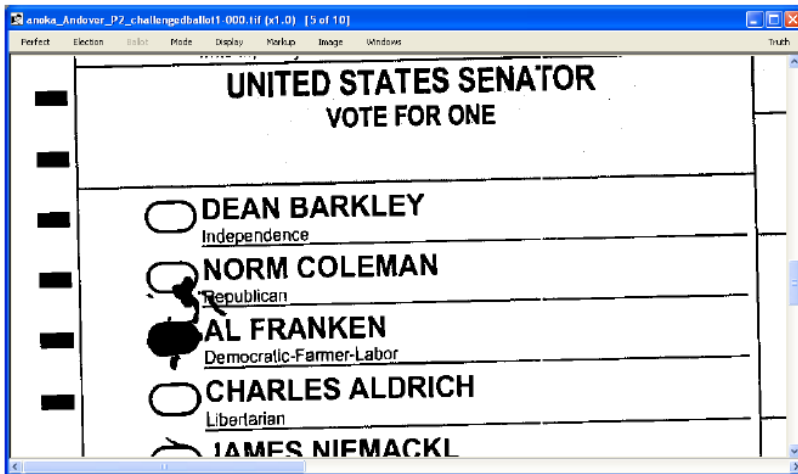 anoka_Andover_P2_challengedballot1-000.tif (x1.0) [5 of 10]
Perfect Election Ballot Mode Display Markup Image Windows Truth
UNITED STATES SENATOR
VOTE FOR ONE
DEAN BARKLEY
Independence
NORM COLEMAN
Republican
AL FRANKEN
Democratic-Farmer-Labor
CHARLES ALDRICH
Libertarian
JAMES NIEMACKL